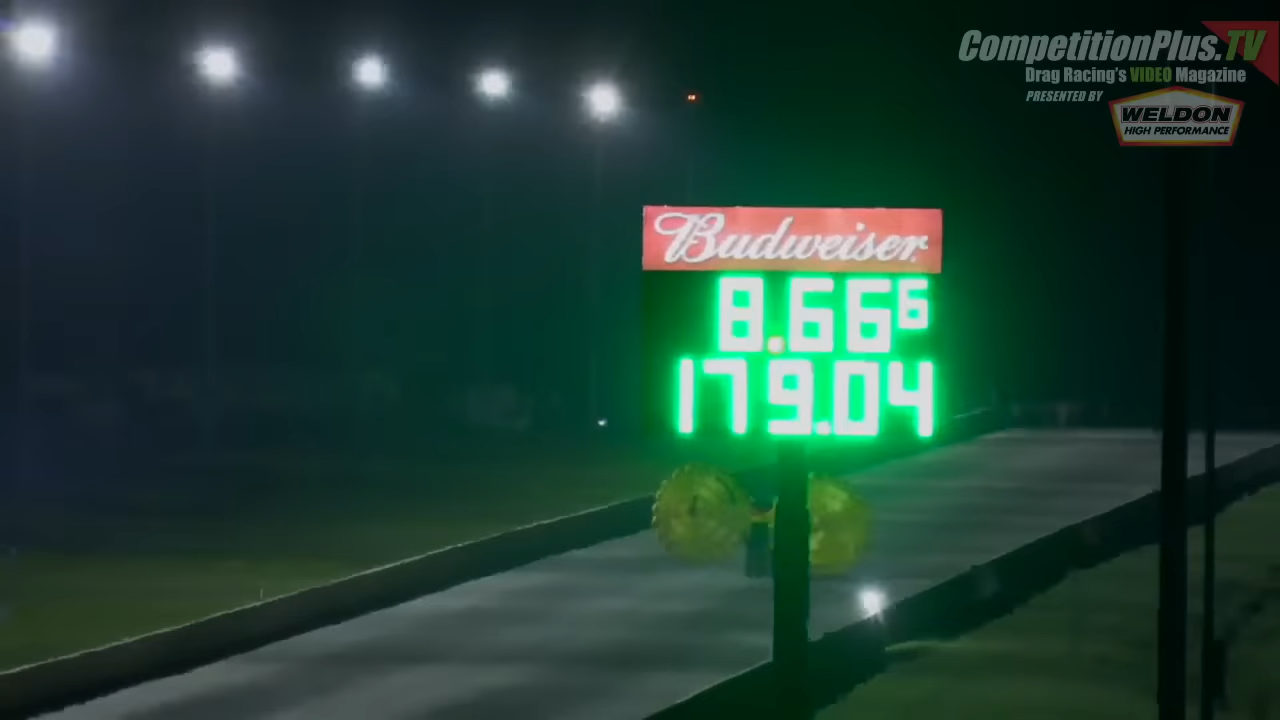 CompetitionPlus.TV
Drag Racing's VIDEO Magazine
PRESENTED BY
WELDON
HIGH PERFORMANCE
Budweiser
8.666
179.04